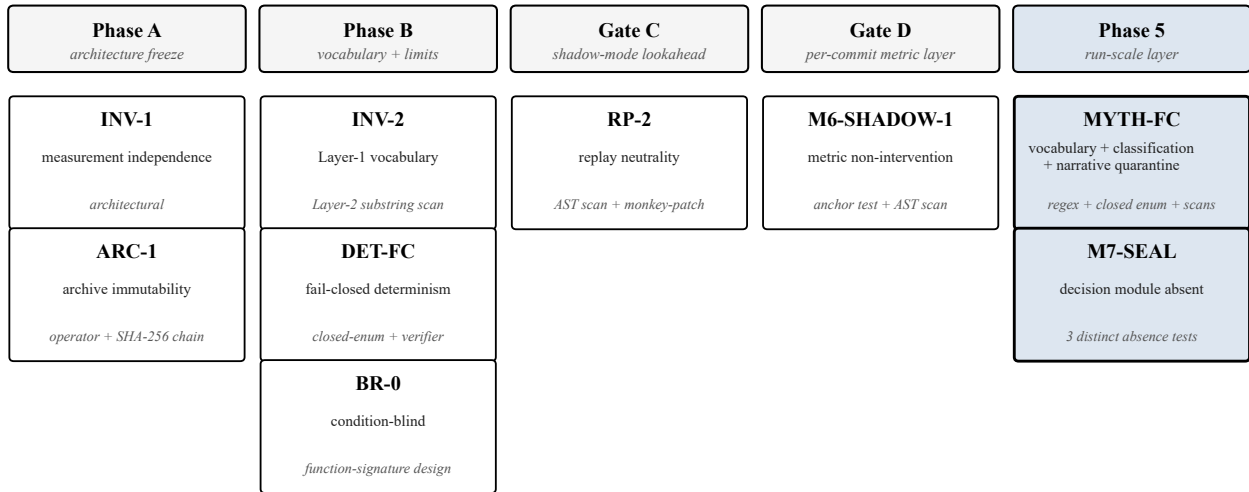 Phase A
architecture freeze
Phase B
vocabulary + limits
Gate C
shadow-mode lookahead
Gate D
per-commit metric layer
Phase 5
run-scale layer
INV-1
measurement independence
architectural
ARC-1
archive immutability
operator + SHA-256 chain
INV-2
Layer-1 vocabulary
Layer-2 substring scan
DET-FC
fail-closed determinism
closed-enum + verifier
BR-0
condition-blind
function-signature design
RP-2
replay neutrality
AST scan + monkey-patch
M6-SHADOW-1
metric non-intervention
anchor test + AST scan
MYTH-FC
vocabulary + classification
+ narrative quarantine
regex + closed enum + scans
M7-SEAL
decision module absent
3 distinct absence tests